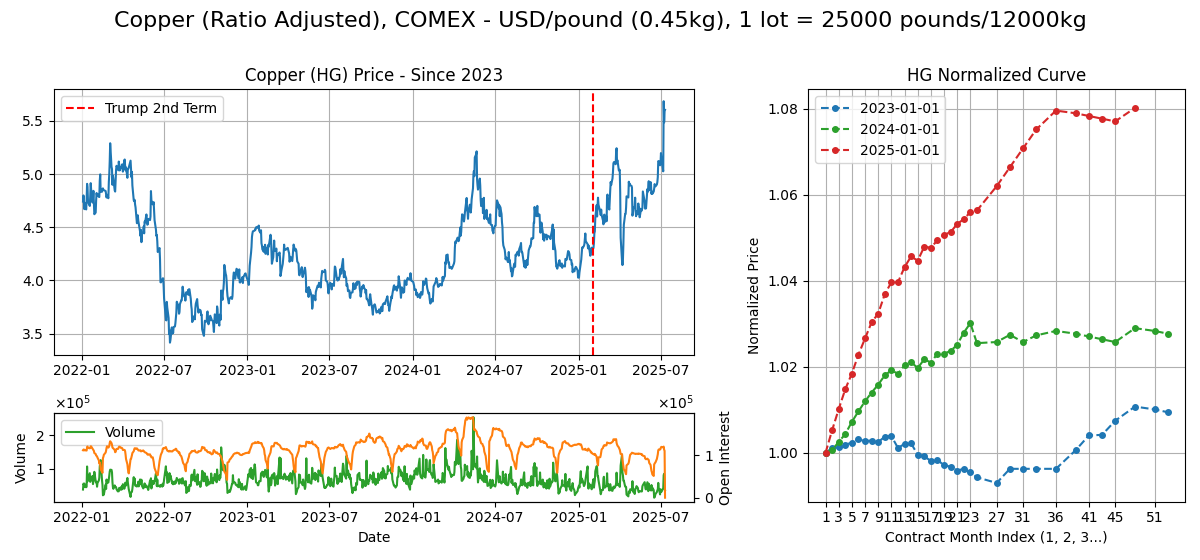 Copper (Ratio Adjusted), COMEX - USD/pound (0.45kg), 1 lot = 25000 pounds/12000kg
Copper (HG) Price - Since 2023
Trump 2nd Term
5.5
5.0
4.5
4.0
3.5
2022-01 2022-07 2023-01 2023-07 2024-01 2024-07 2025-01 2025-07
×10⁵ ×10⁵
Volume
Volume
2
1
1
0
Open Interest
2022-01 2022-07 2023-01 2023-07 2024-01 2024-07 2025-01 2025-07
Date
HG Normalized Curve
2023-01-01
2024-01-01
2025-01-01
Normalized Price
1.08
1.06
1.04
1.02
1.00
1 3 5 7 9 11 13 15 17 19 21 23 27 31 36 41 45 51
Contract Month Index (1, 2, 3...)